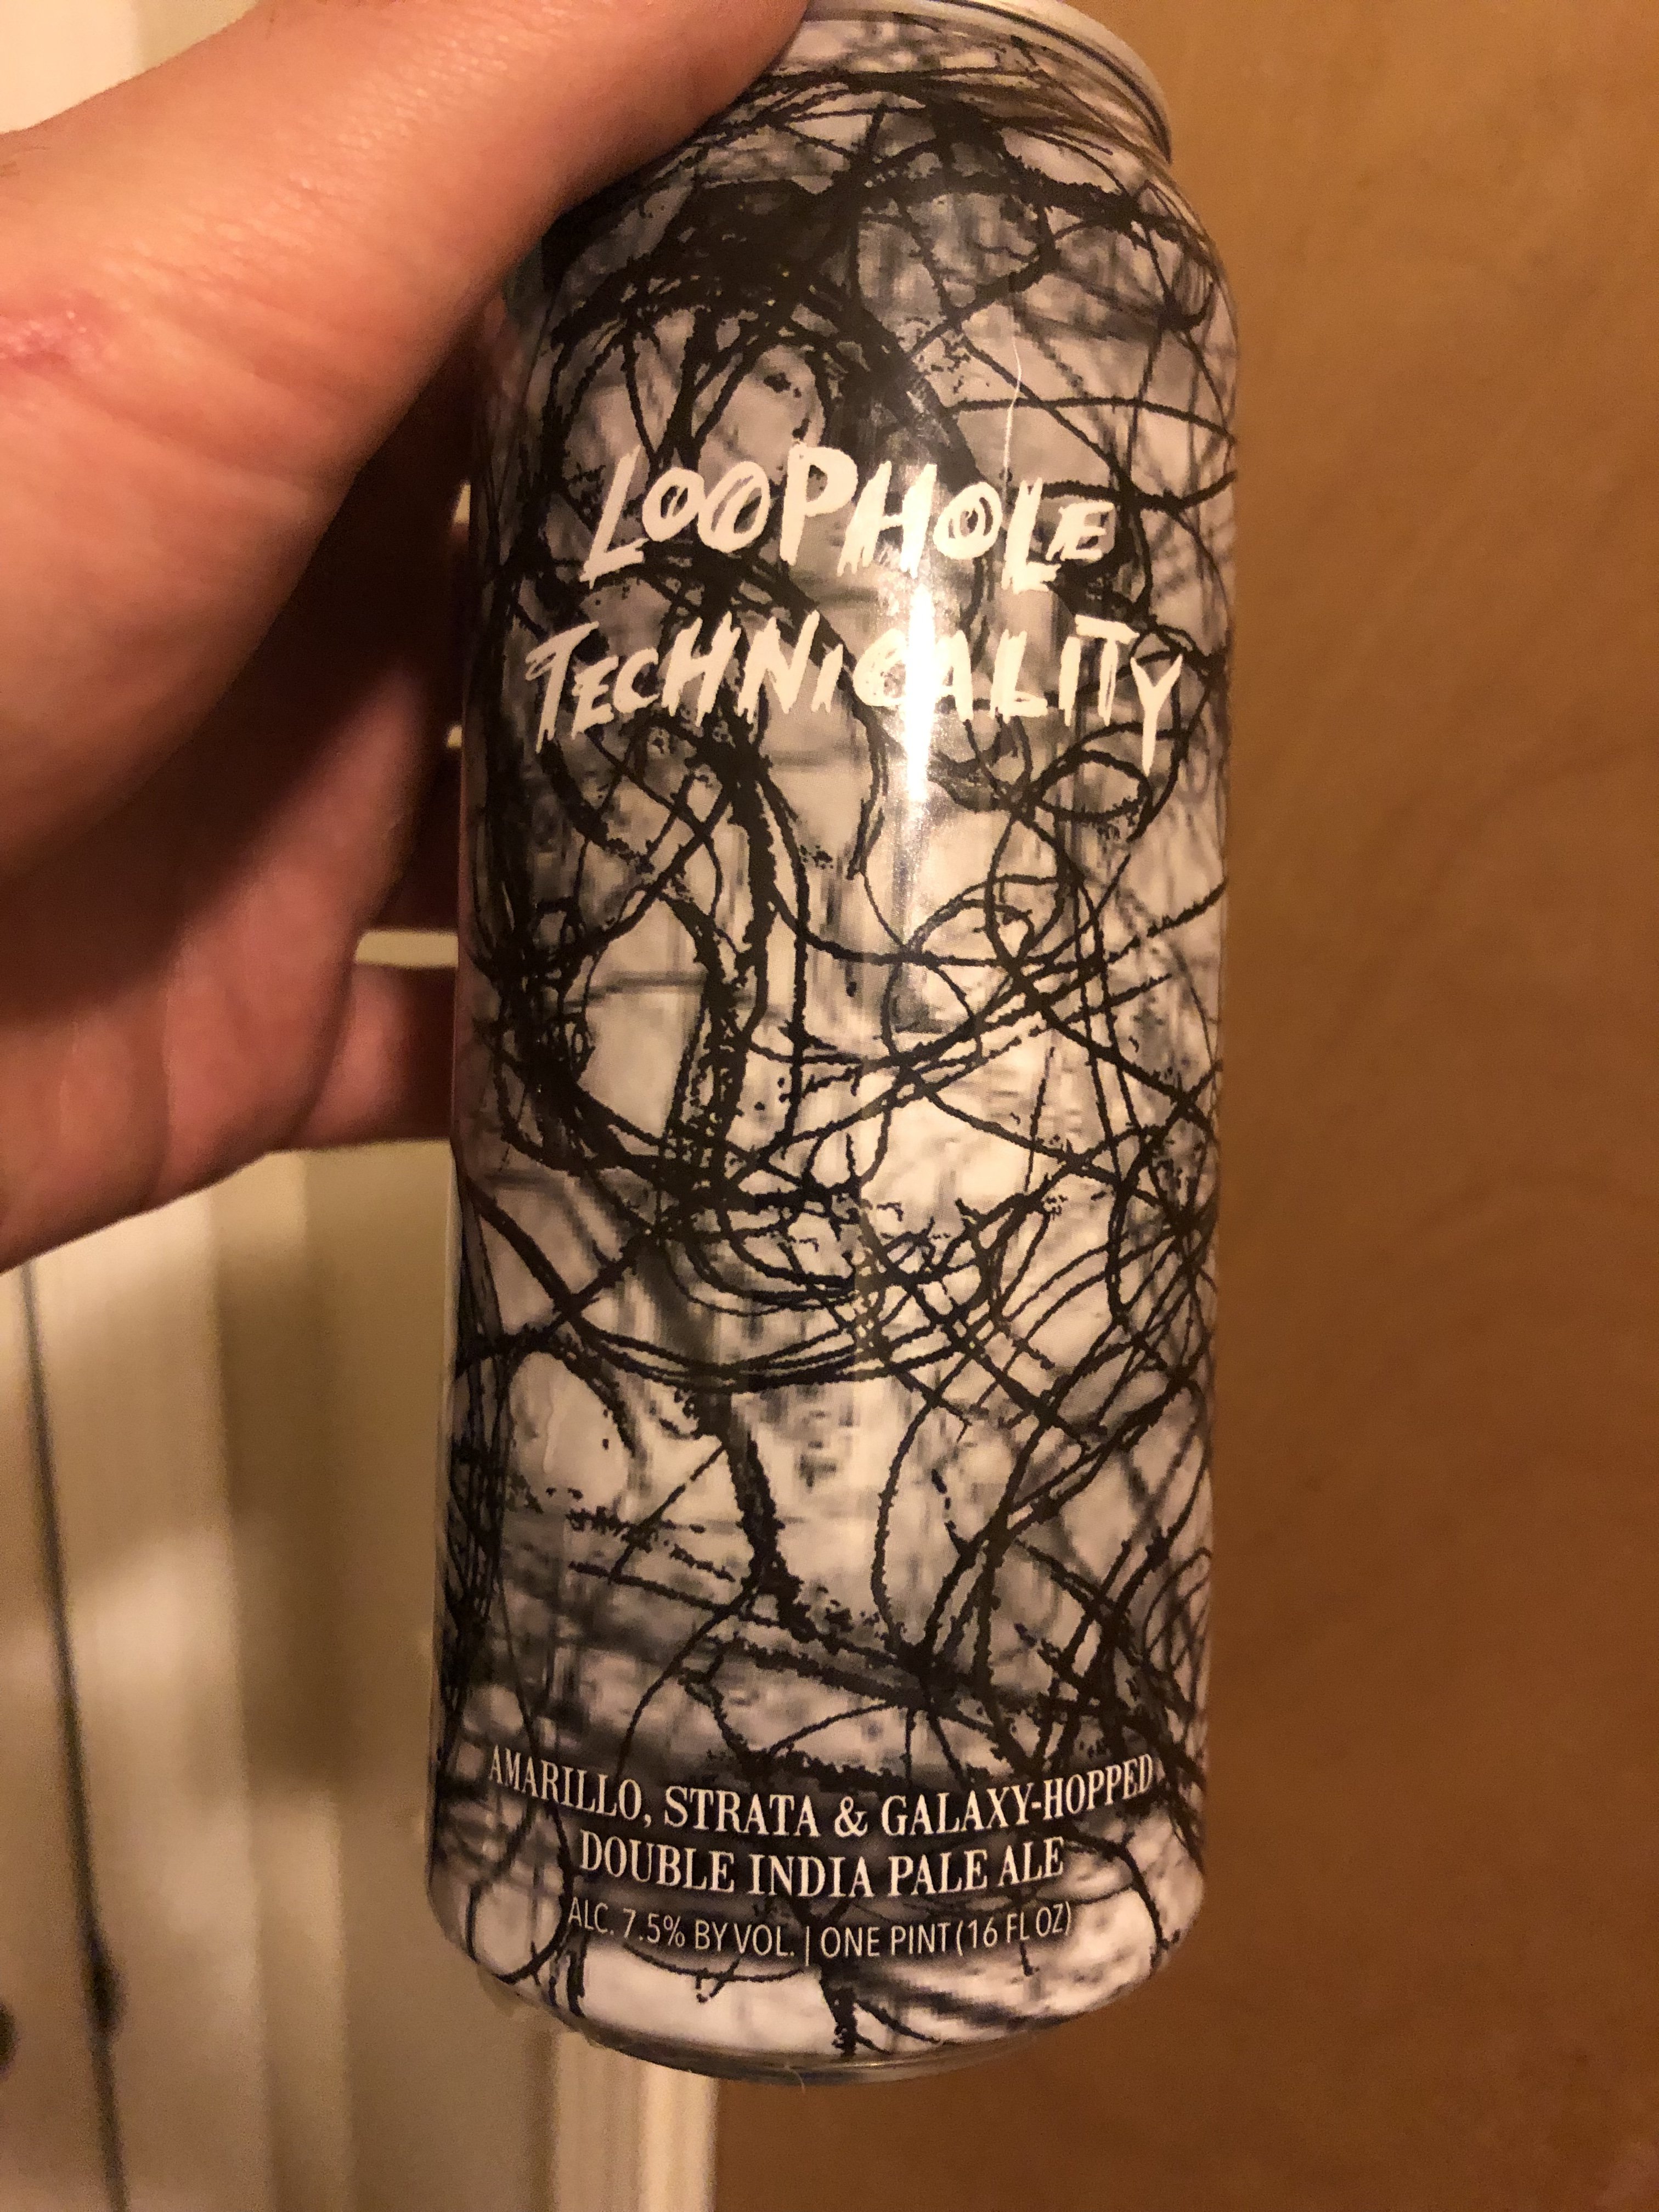 LOOPHOLE
TECHNICALITY
AMARILLO, STRATA & GALAXY-HOPPED
DOUBLE INDIA PALE ALE
ALC. 7.5% BY VOL. | ONE PINT (16 FL OZ)